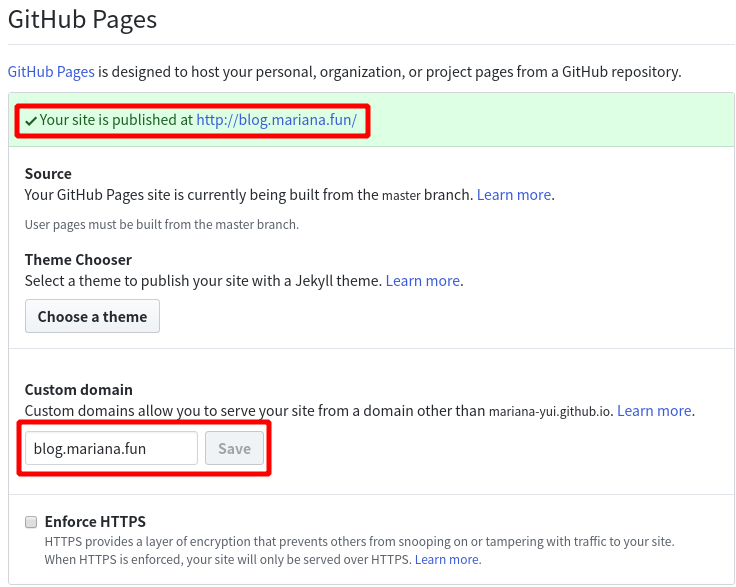 GitHub Pages
GitHub Pages is designed to host your personal, organization, or project pages from a GitHub repository.
✔ Your site is published at http://blog.mariana.fun/
Source
Your GitHub Pages site is currently being built from the master branch. Learn more.
User pages must be built from the master branch.
Theme Chooser
Select a theme to publish your site with a Jekyll theme. Learn more.
Choose a theme
Custom domain
Custom domains allow you to serve your site from a domain other than mariana-yui.github.io. Learn more.
blog.mariana.fun Save
Enforce HTTPS
HTTPS provides a layer of encryption that prevents others from snooping on or tampering with traffic to your site.
When HTTPS is enforced, your site will only be served over HTTPS. Learn more.